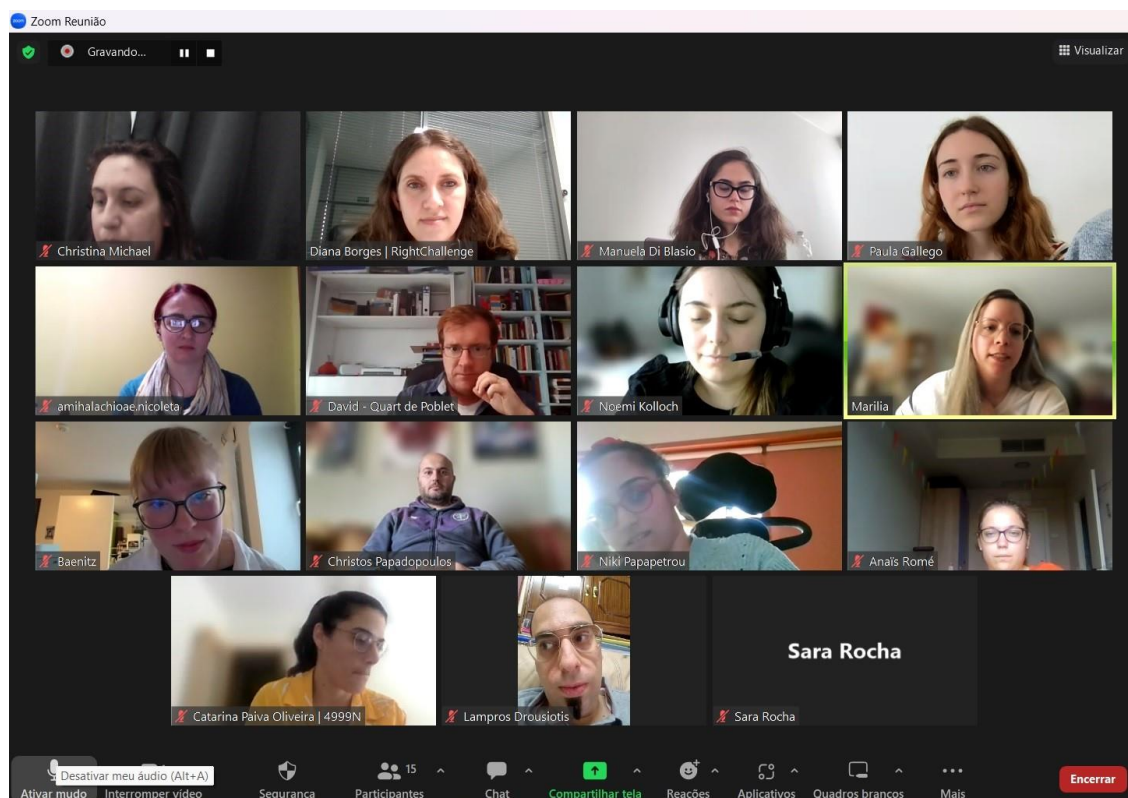 zoom Zoom Reunião
Gravando...
Visualizar
Christina Michael
Diana Borges | RightChallenge
Manuela Di Blasio
Paula Gallego
amihalachioae.nicoleta
David - Quart de Poblet
Noemi Kolloch
Marilia
Baenitz
Christos Papadopoulos
Niki Papapetrou
Anaïs Romé
Catarina Paiva Oliveira | 4999N
Lampros Drousiotis
Sara Rocha
Sara Rocha
15
Desativar meu áudio (Alt+A)
Ativar mudo
Interromper vídeo
Segurança
Participantes
Chat
Compartilhar tela
Reações
Aplicativos
Quadros brancos
Mais
Encerrar